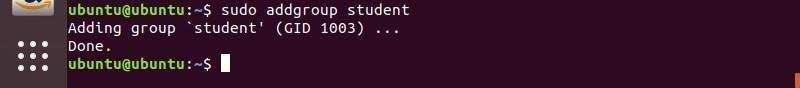 ubuntu@ubuntu:~$ sudo addgroup student
Adding group `student' (GID 1003) ...
Done.
ubuntu@ubuntu:~$